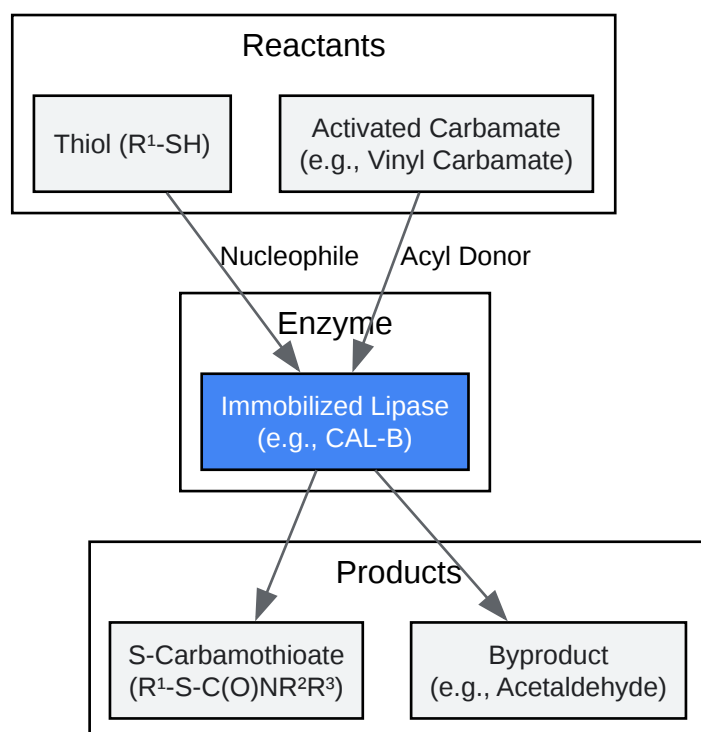 Reactants
Thiol (R¹-SH)
Activated Carbamate
(e.g., Vinyl Carbamate)
Nucleophile
Acyl Donor
Enzyme
Immobilized Lipase
(e.g., CAL-B)
Products
S-Carbamothioate
(R¹-S-C(O)NR²R³)
Byproduct
(e.g., Acetaldehyde)